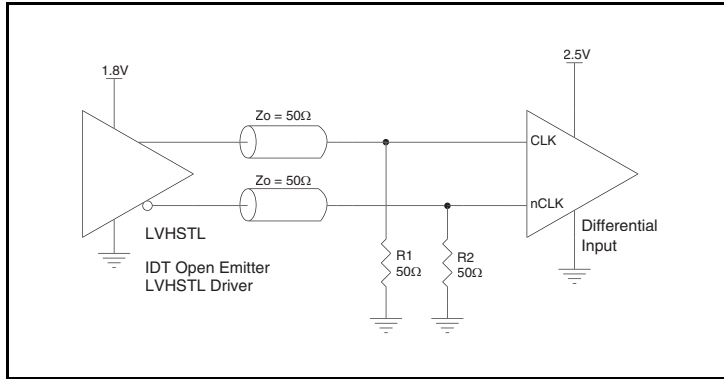 1.8V
2.5V
Zo = 50Ω
CLK
Zo = 50Ω
nCLK
LVHSTL
IDT Open Emitter
LVHSTL Driver
R1
50Ω
R2
50Ω
Differential
Input